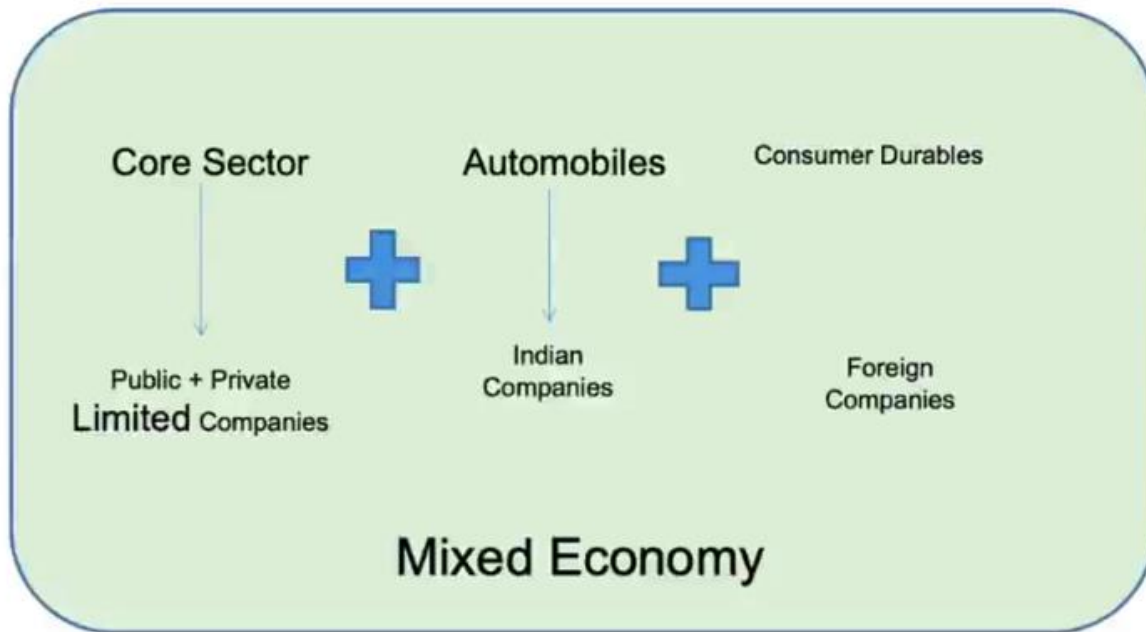 Core Sector
Automobiles
Consumer Durables
Public + Private
Limited Companies
Indian
Companies
Foreign
Companies
Mixed Economy